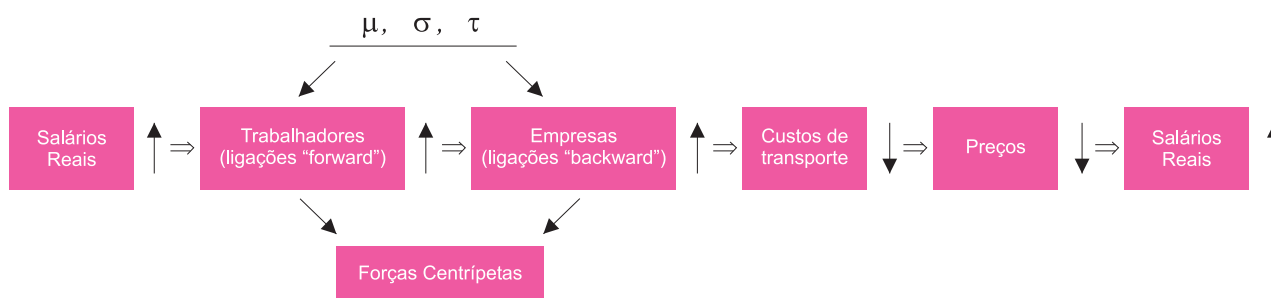 μ, σ, τ
Salários
Reais
⇒
Trabalhadores
(ligações “forward”)
⇒
Empresas
(ligações “backward”)
⇒
Custos de
transporte
⇒
Preços
⇒
Salários
Reais
Forças Centrípetas